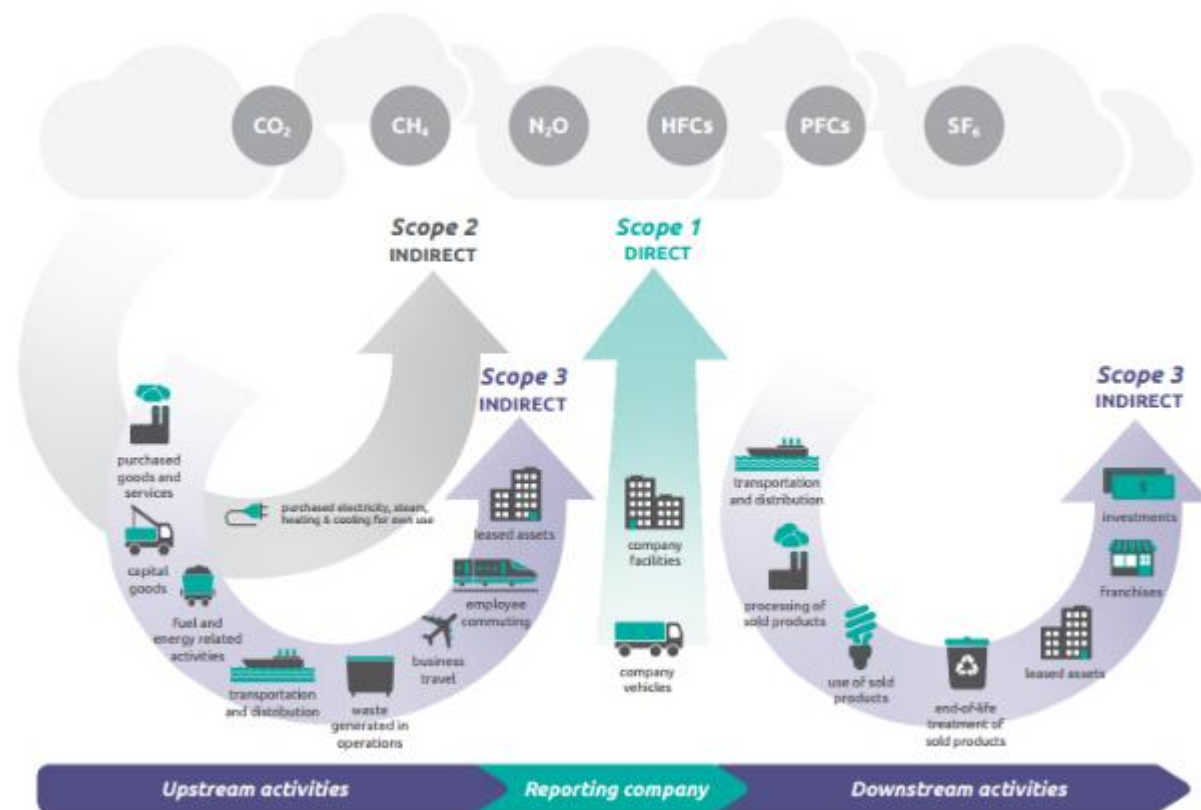 CO₂
CH₄
N₂O
HFCs
PFCs
SF₆
Scope 2
INDIRECT
Scope 1
DIRECT
Scope 3
INDIRECT
Scope 3
INDIRECT
purchased
goods and
services
purchased electricity, steam,
heating & cooling for own use
capital
goods
fuel and
energy related
activities
transportation
and distribution
waste
generated in
operations
business
travel
employee
commuting
leased assets
company
facilities
company
vehicles
transportation
and distribution
processing of
sold products
use of sold
products
end-of-life
treatment of
sold products
leased assets
franchises
investments
$
Upstream activities
Reporting company
Downstream activities